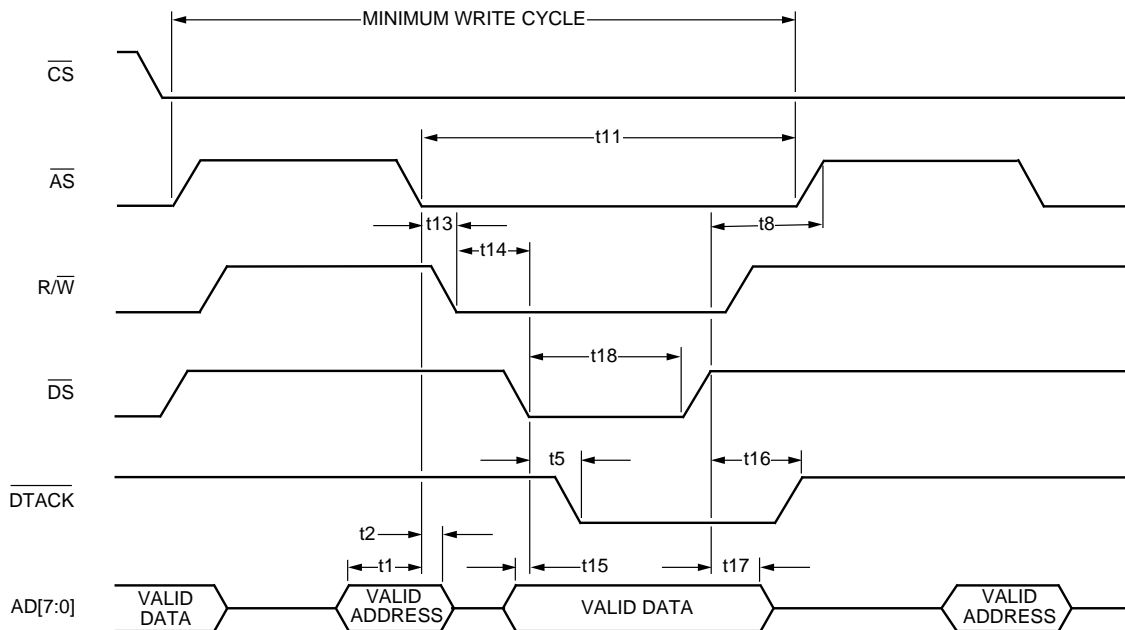 MINIMUM WRITE CYCLE
CS
t11
AS
t13
t8
t14
R/W
t18
DS
t5
t16
DTACK
t2
t1
t15
t17
AD[7:0]
VALID DATA
VALID ADDRESS
VALID DATA
VALID ADDRESS